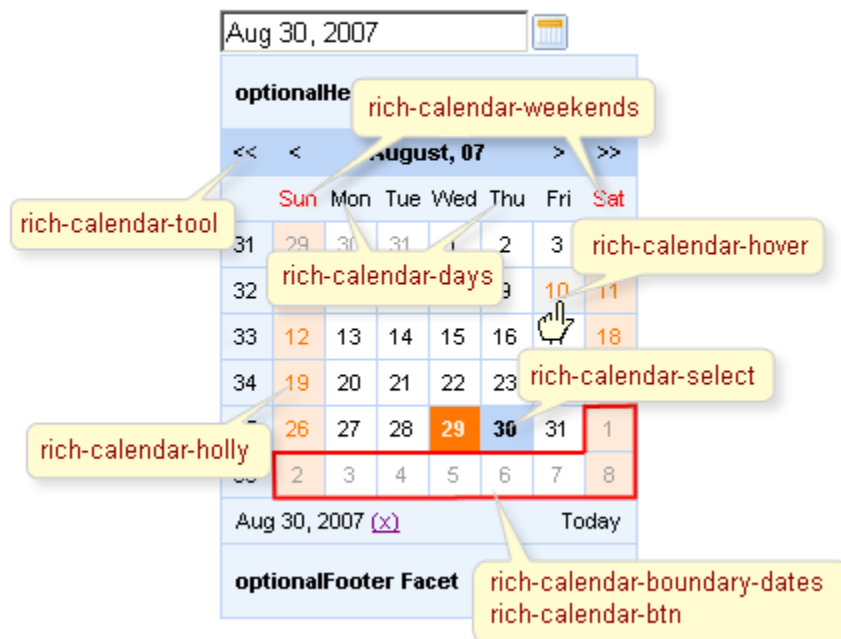 Aug 30, 2007
optionalHe
rich-calendar-weekends
<< < August, 07 > >>
Sun Mon Tue Wed Thu Fri Sat
rich-calendar-tool
31 29 30 31 1 2 3
rich-calendar-hover
rich-calendar-days
32 9 10 11
33 12 13 14 15 16 18
34 19 20 21 22 23
rich-calendar-select
26 27 28 29 30 31 1
rich-calendar-holly
2 3 4 5 6 7 8
Aug 30, 2007 (x) Today
optionalFooter Facet
rich-calendar-boundary-dates
rich-calendar-btn